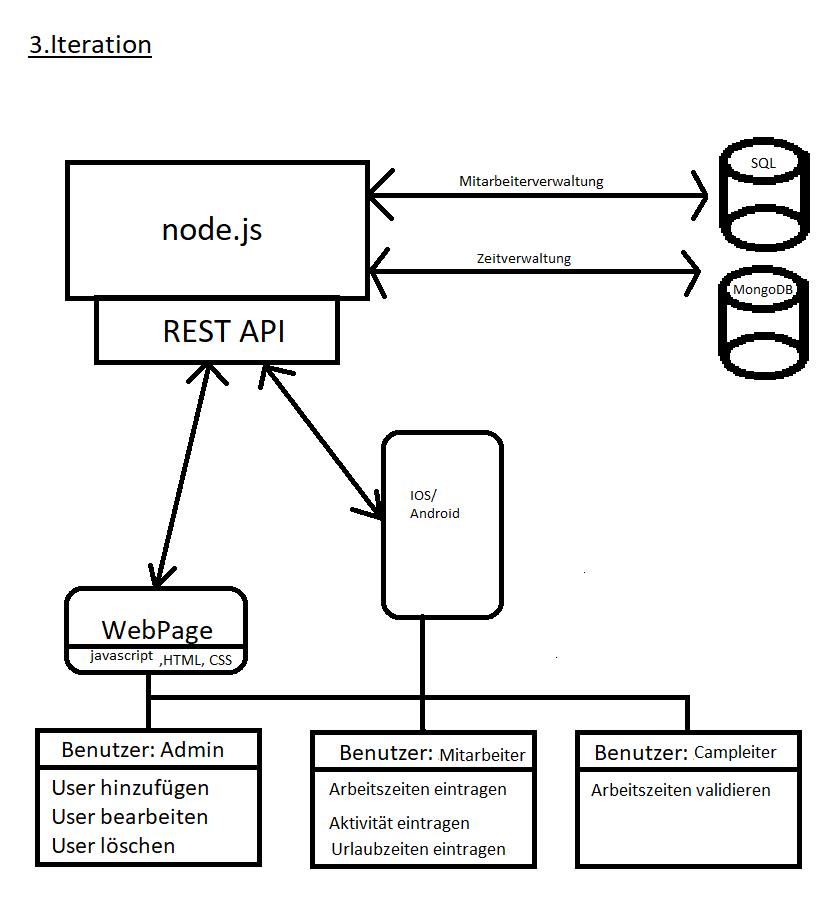 3.Iteration
SQL
Mitarbeiterverwaltung
node.js
Zeitverwaltung
MongoDB
REST API
IOS/
Android
WebPage
javascript ,HTML, CSS
Benutzer: Admin
User hinzufügen
User bearbeiten
User löschen
Benutzer: Mitarbeiter
Arbeitszeiten eintragen
Aktivität eintragen
Urlaubzeiten eintragen
Benutzer: Campleiter
Arbeitszeiten validieren